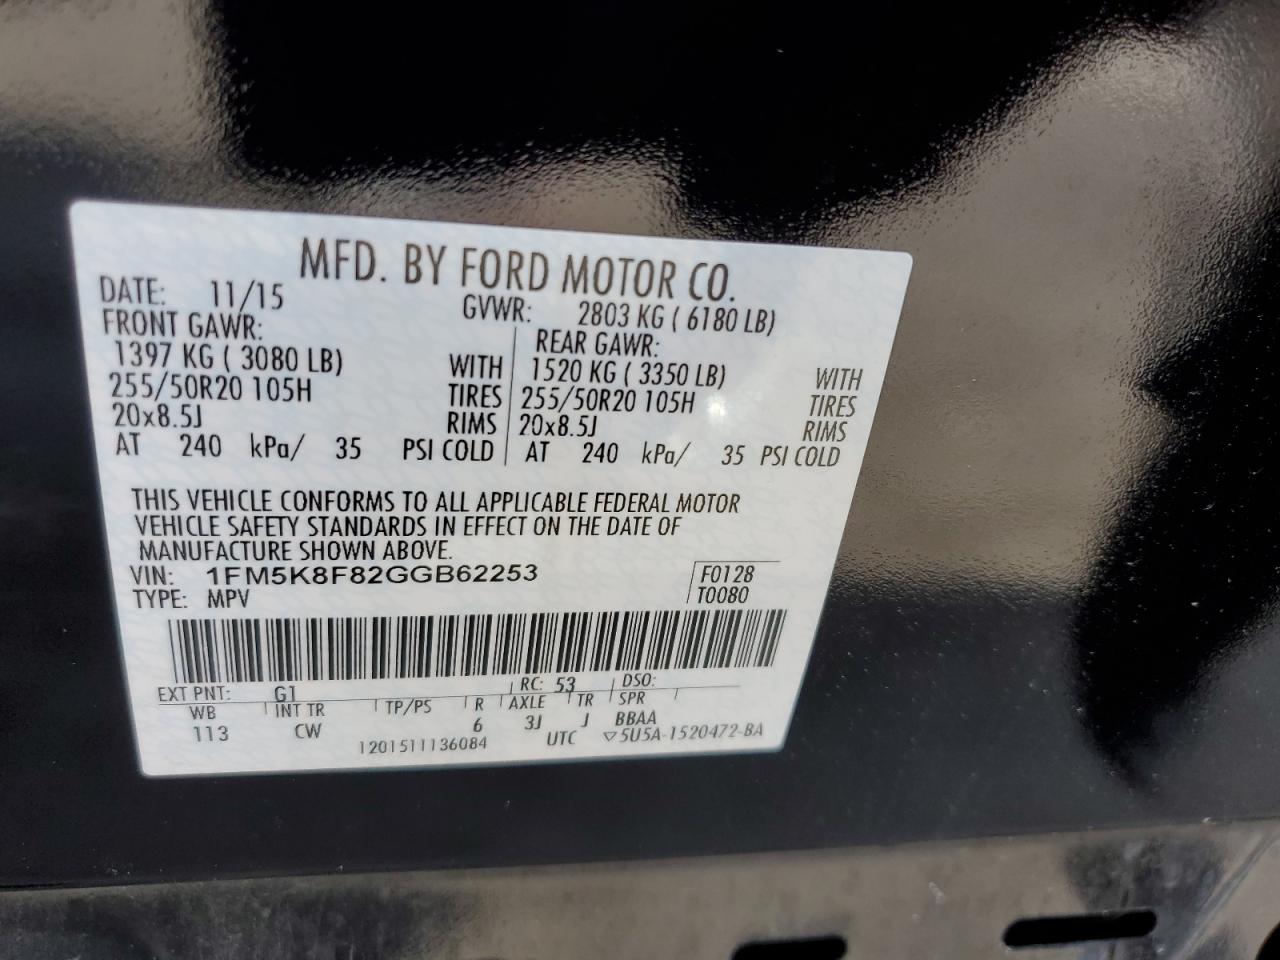 MFD. BY FORD MOTOR CO.
DATE: 11/15 GVWR: 2803 KG ( 6180 LB)
FRONT GAWR: REAR GAWR:
1397 KG ( 3080 LB) WITH 1520 KG ( 3350 LB) WITH
255/50R20 105H TIRES 255/50R20 105H TIRES
20x8.5J RIMS 20x8.5J RIMS
AT 240 kPa/ 35 PSI COLD AT 240 kPa/ 35 PSI COLD
THIS VEHICLE CONFORMS TO ALL APPLICABLE FEDERAL MOTOR
VEHICLE SAFETY STANDARDS IN EFFECT ON THE DATE OF
MANUFACTURE SHOWN ABOVE.
VIN: 1FM5K8F82GGB62253 F0128
TYPE: MPV T0080
EXT PNT: G1 RC: 53 DSO:
WB INT TR TP/PS R AXLE TR SPR
113 CW 6 3J J BBAA
1201511136084 UTC ▽5U5A-1520472-BA